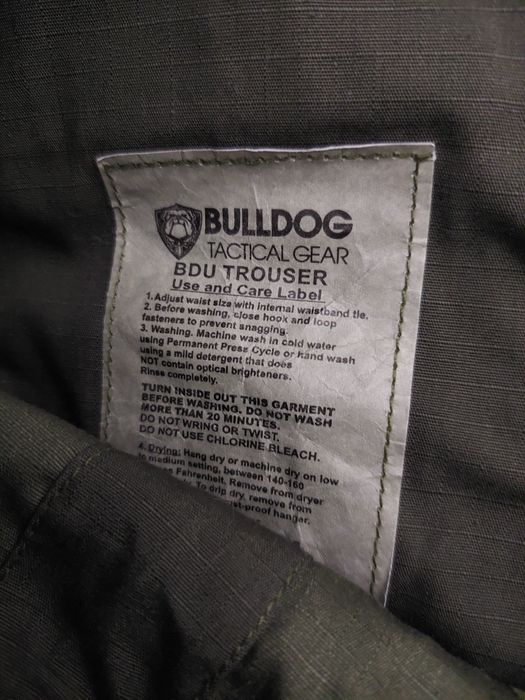 BULLDOG
TACTICAL GEAR
BDU TROUSER
Use and Care Label
1. Adjust waist size with internal waistband tie.
2. Before washing, close hook and loop
fasteners to prevent snagging.
3. Washing. Machine wash in cold water
using Permanent Press Cycle or hand wash
using a mild detergent that does
NOT contain optical brightaners.
Rinse completely.
TURN INSIDE OUT THIS GARMENT
BEFORE WASHING. DO NOT WASH
MORE THAN 20 MINUTES.
DO NOT WRING OR TWIST.
DO NOT USE CHLORINE BLEACH.
4. Drying: Hang dry or machine dry on low
to medium setting, between 140-160
Fahrenheit. Remove from dryer
To drip dry, remove from
-proof hanger.